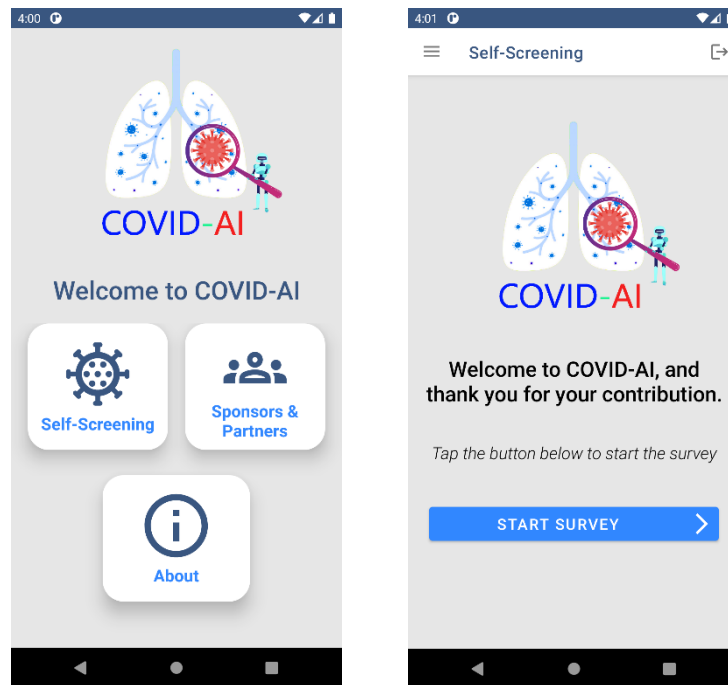 4:00
COVID-AI
Welcome to COVID-AI
Self-Screening
Sponsors &
Partners
About
4:01
Self-Screening
COVID-AI
Welcome to COVID-AI, and
thank you for your contribution.
Tap the button below to start the survey
START SURVEY